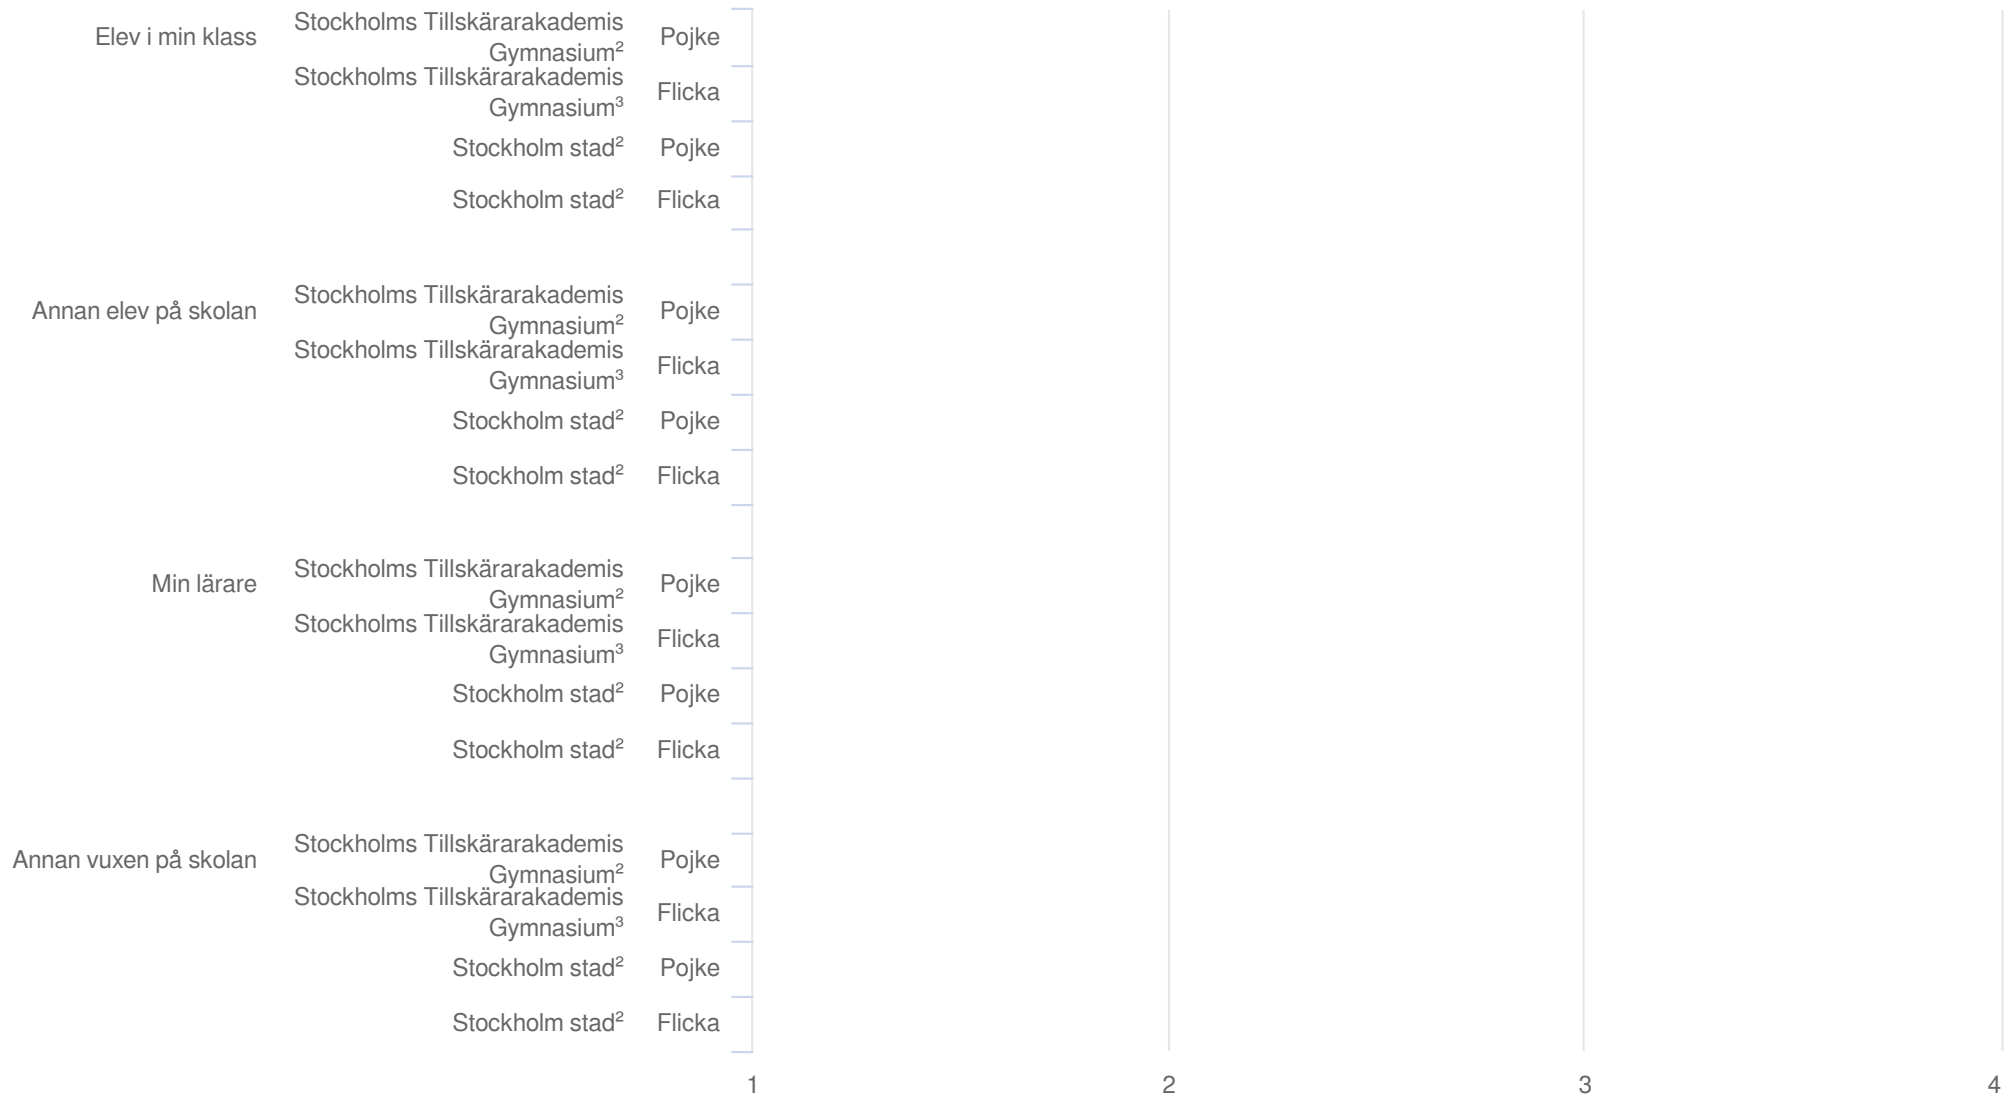 Elev i min klass
Stockholms Tillskärarakademis
Gymnasium²
Pojke
Stockholms Tillskärarakademis
Gymnasium³
Flicka
Stockholm stad²
Pojke
Stockholm stad²
Flicka
Annan elev på skolan
Stockholms Tillskärarakademis
Gymnasium²
Pojke
Stockholms Tillskärarakademis
Gymnasium³
Flicka
Stockholm stad²
Pojke
Stockholm stad²
Flicka
Min lärare
Stockholms Tillskärarakademis
Gymnasium²
Pojke
Stockholms Tillskärarakademis
Gymnasium³
Flicka
Stockholm stad²
Pojke
Stockholm stad²
Flicka
Annan vuxen på skolan
Stockholms Tillskärarakademis
Gymnasium²
Pojke
Stockholms Tillskärarakademis
Gymnasium³
Flicka
Stockholm stad²
Pojke
Stockholm stad²
Flicka
1 2 3 4